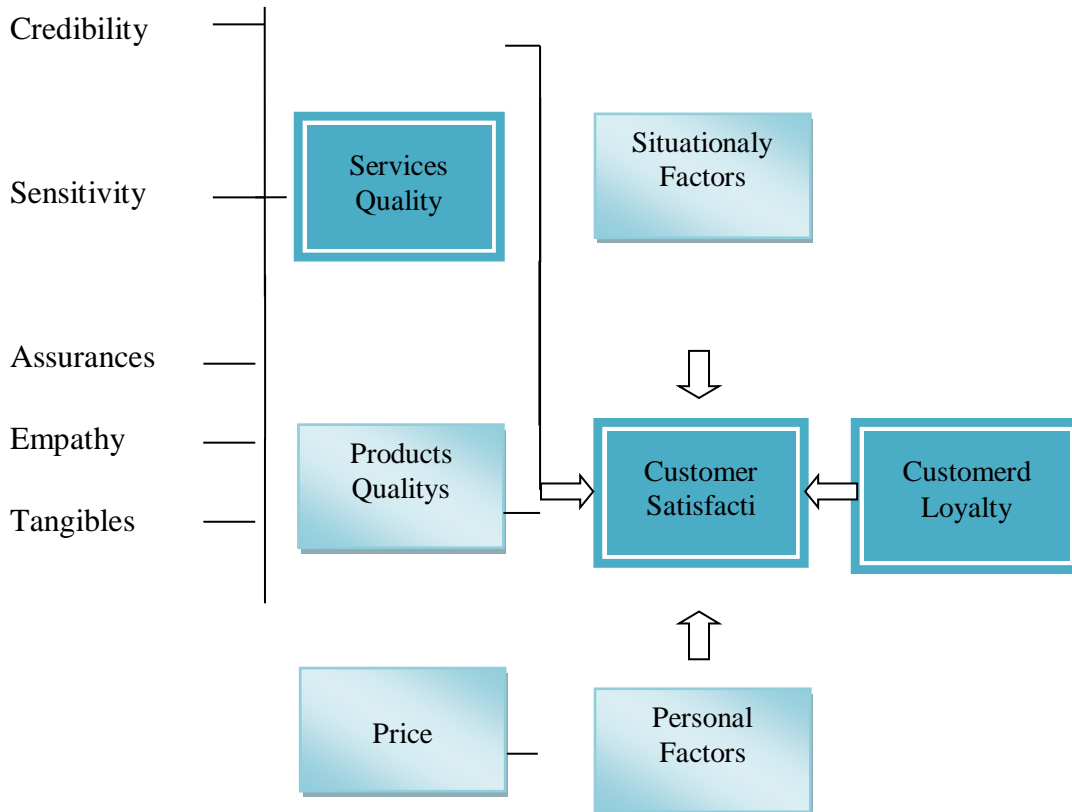 Credibility
Sensitivity
Assurances
Empathy
Tangibles
Services
Quality
Products
Qualitys
Price
Situationaly
Factors
Customer
Satisfacti
Personal
Factors
Customerd
Loyalty